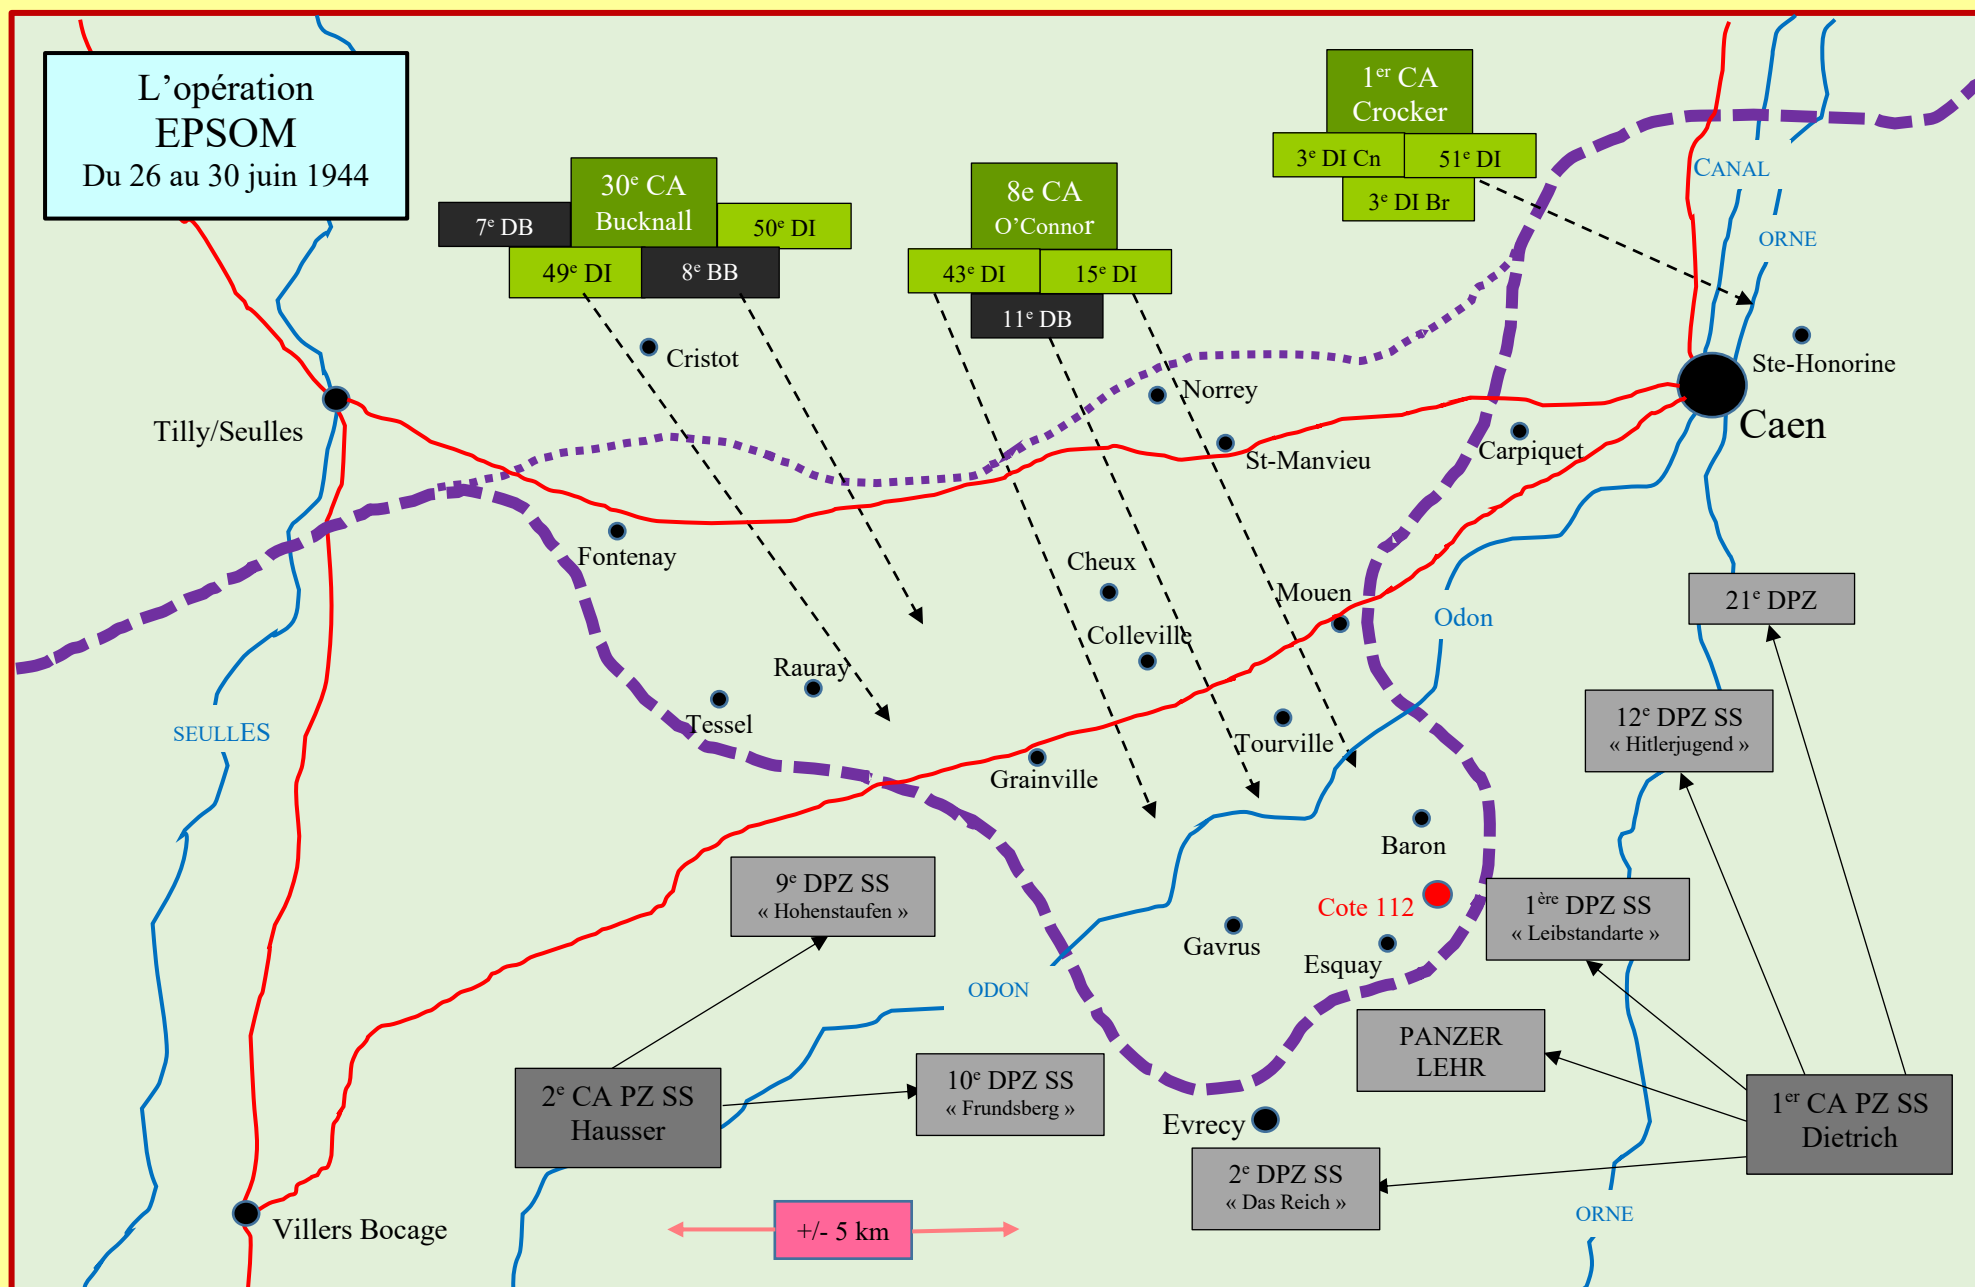 L'opération
EPSOM
Du 26 au 30 juin 1944
1er CA
Crocker
3e DI Cn
51e DI
3e DI Br
30e CA
Bucknall
7e DB
50e DI
49e DI
8e BB
8e CA
O'Connor
43e DI
15e DI
11e DB
CANAL
ORNE
Cristot
Norrey
Ste-Honorine
Caen
Tilly/Seulles
St-Manvieu
Carpiquet
Fontenay
Cheux
Mouen
Odon
Colleville
21e DPZ
Rauray
Tessel
SEULLES
12e DPZ SS
« Hitlerjugend »
Tourville
Grainville
Baron
9e DPZ SS
« Hohenstaufen »
Cote 112
1ère DPZ SS
« Leibstandarte »
Gavrus
Esquay
ODON
PANZER
LEHR
2e CA PZ SS
Hausser
10e DPZ SS
« Frundsberg »
1er CA PZ SS
Dietrich
Evrecy
2e DPZ SS
« Das Reich »
ORNE
Villers Bocage
+/- 5 km